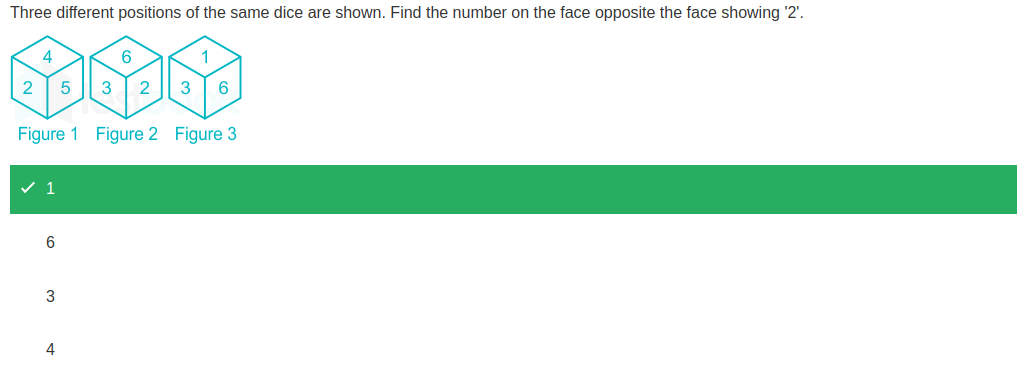 Three different positions of the same dice are shown. Find the number on the face opposite the face showing '2'.
4 6 1
2 5 3 2 3 6
Figure 1 Figure 2 Figure 3
1
6
3
4